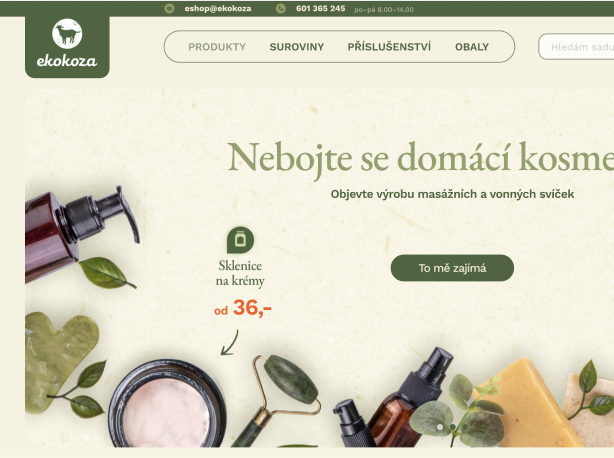 eshop@ekokoza
601 365 245
po–pá 8.00–14.00
ekokoza
PRODUKTY
SUROVINY
PŘÍSLUŠENSTVÍ
OBALY
Hledám sadu
Nebojte se domácí kosme
Objevte výrobu masážních a vonných svíček
Sklenice
na krémy
od 36,-
To mě zajímá